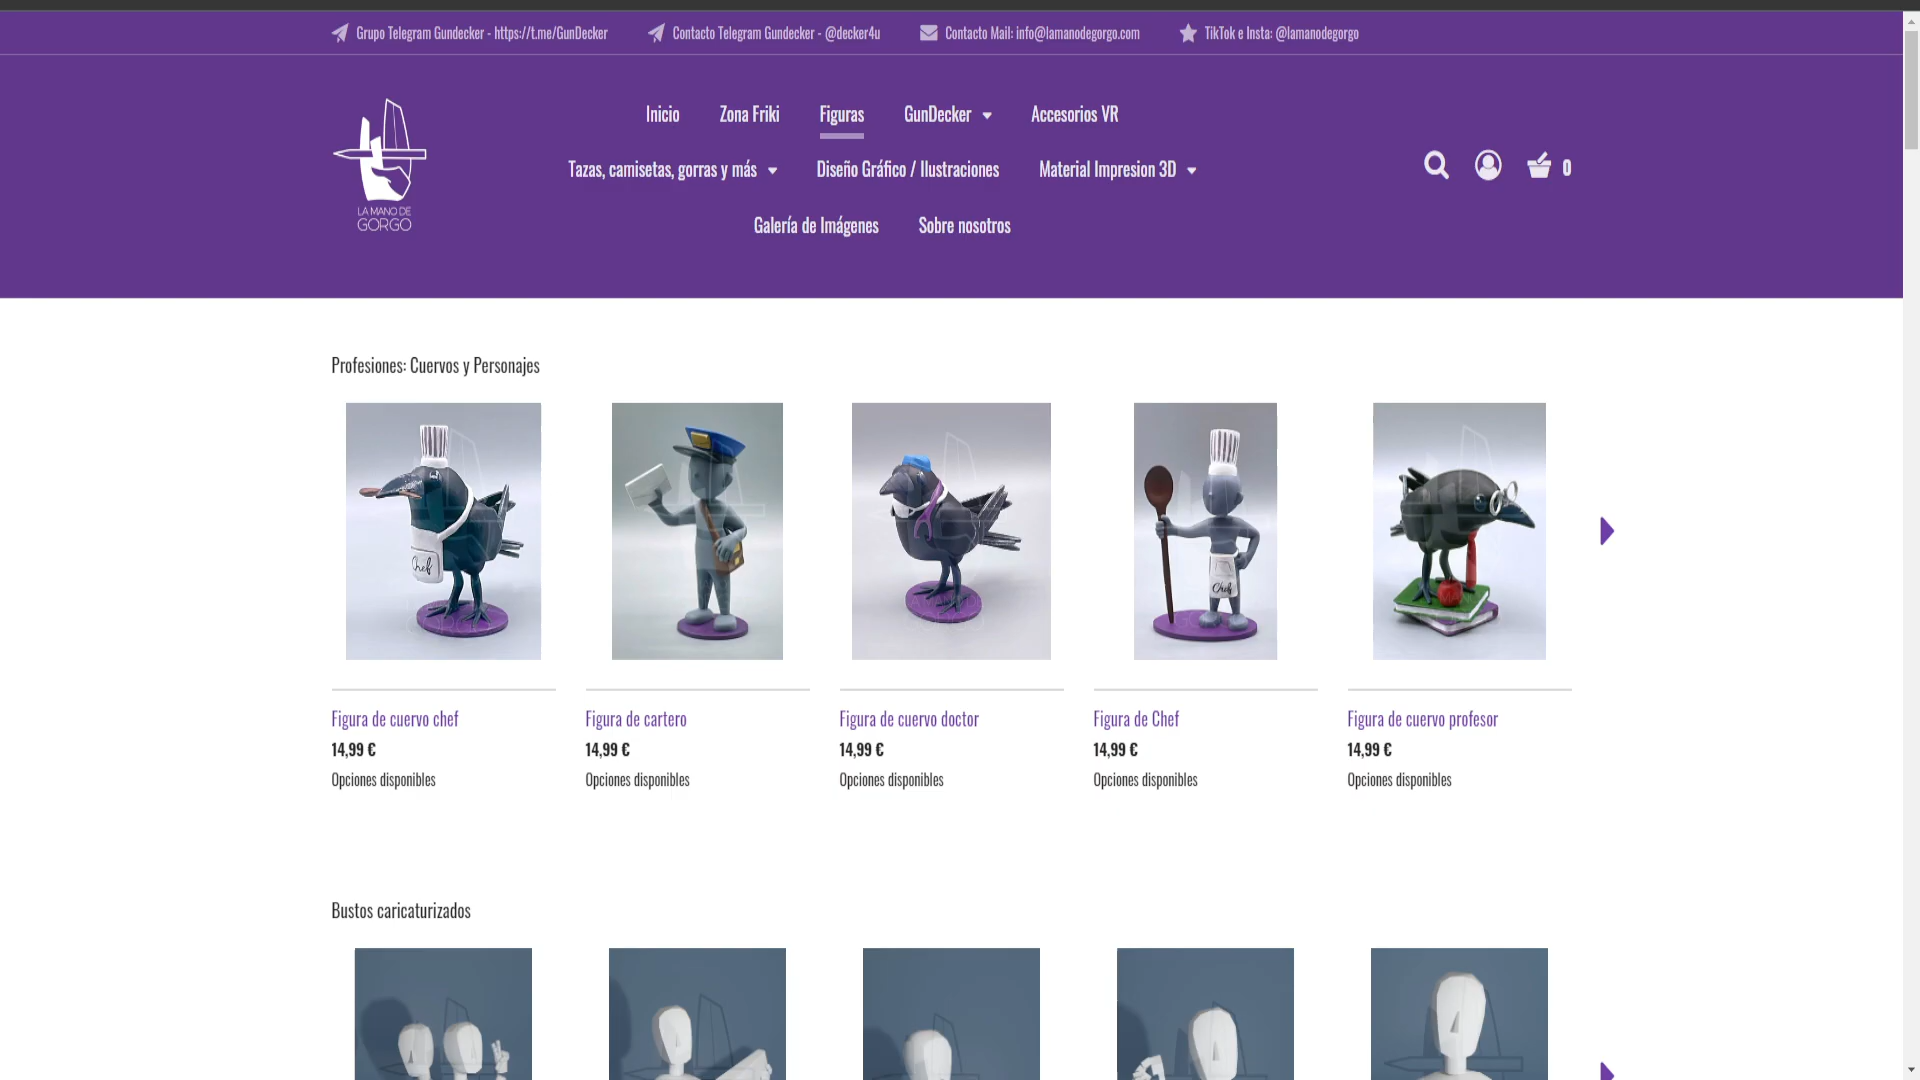 Grupo Telegram Gundecker - https://t.me/GunDecker
Contacto Telegram Gundecker - @decker4u
Contacto Mail: info@lamanodegorgo.com
TikTok e Insta: @lamanodegorgo
LA MANO DE
GORGO
Inicio
Zona Friki
Figuras
GunDecker
Accesorios VR
Tazas, camisetas, gorras y más
Diseño Gráfico / Ilustraciones
Material Impresion 3D
Galería de Imágenes
Sobre nosotros
0
Profesiones: Cuervos y Personajes
Chef
Chef
Figura de cuervo chef
14,99 €
Opciones disponibles
Figura de cartero
14,99 €
Opciones disponibles
Figura de cuervo doctor
14,99 €
Opciones disponibles
Figura de Chef
14,99 €
Opciones disponibles
Figura de cuervo profesor
14,99 €
Opciones disponibles
Bustos caricaturizados